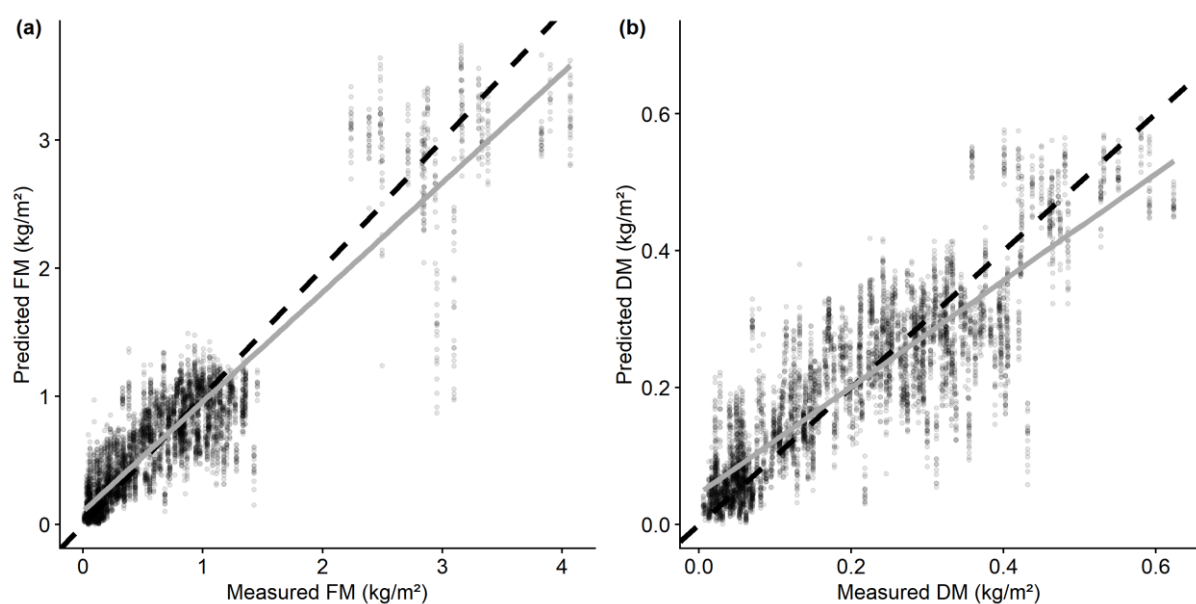 (a)
Predicted FM (kg/m²)
3
2
1
0
0 1 2 3 4
Measured FM (kg/m²)
(b)
Predicted DM (kg/m²)
0.6
0.4
0.2
0.0
0.0 0.2 0.4 0.6
Measured DM (kg/m²)